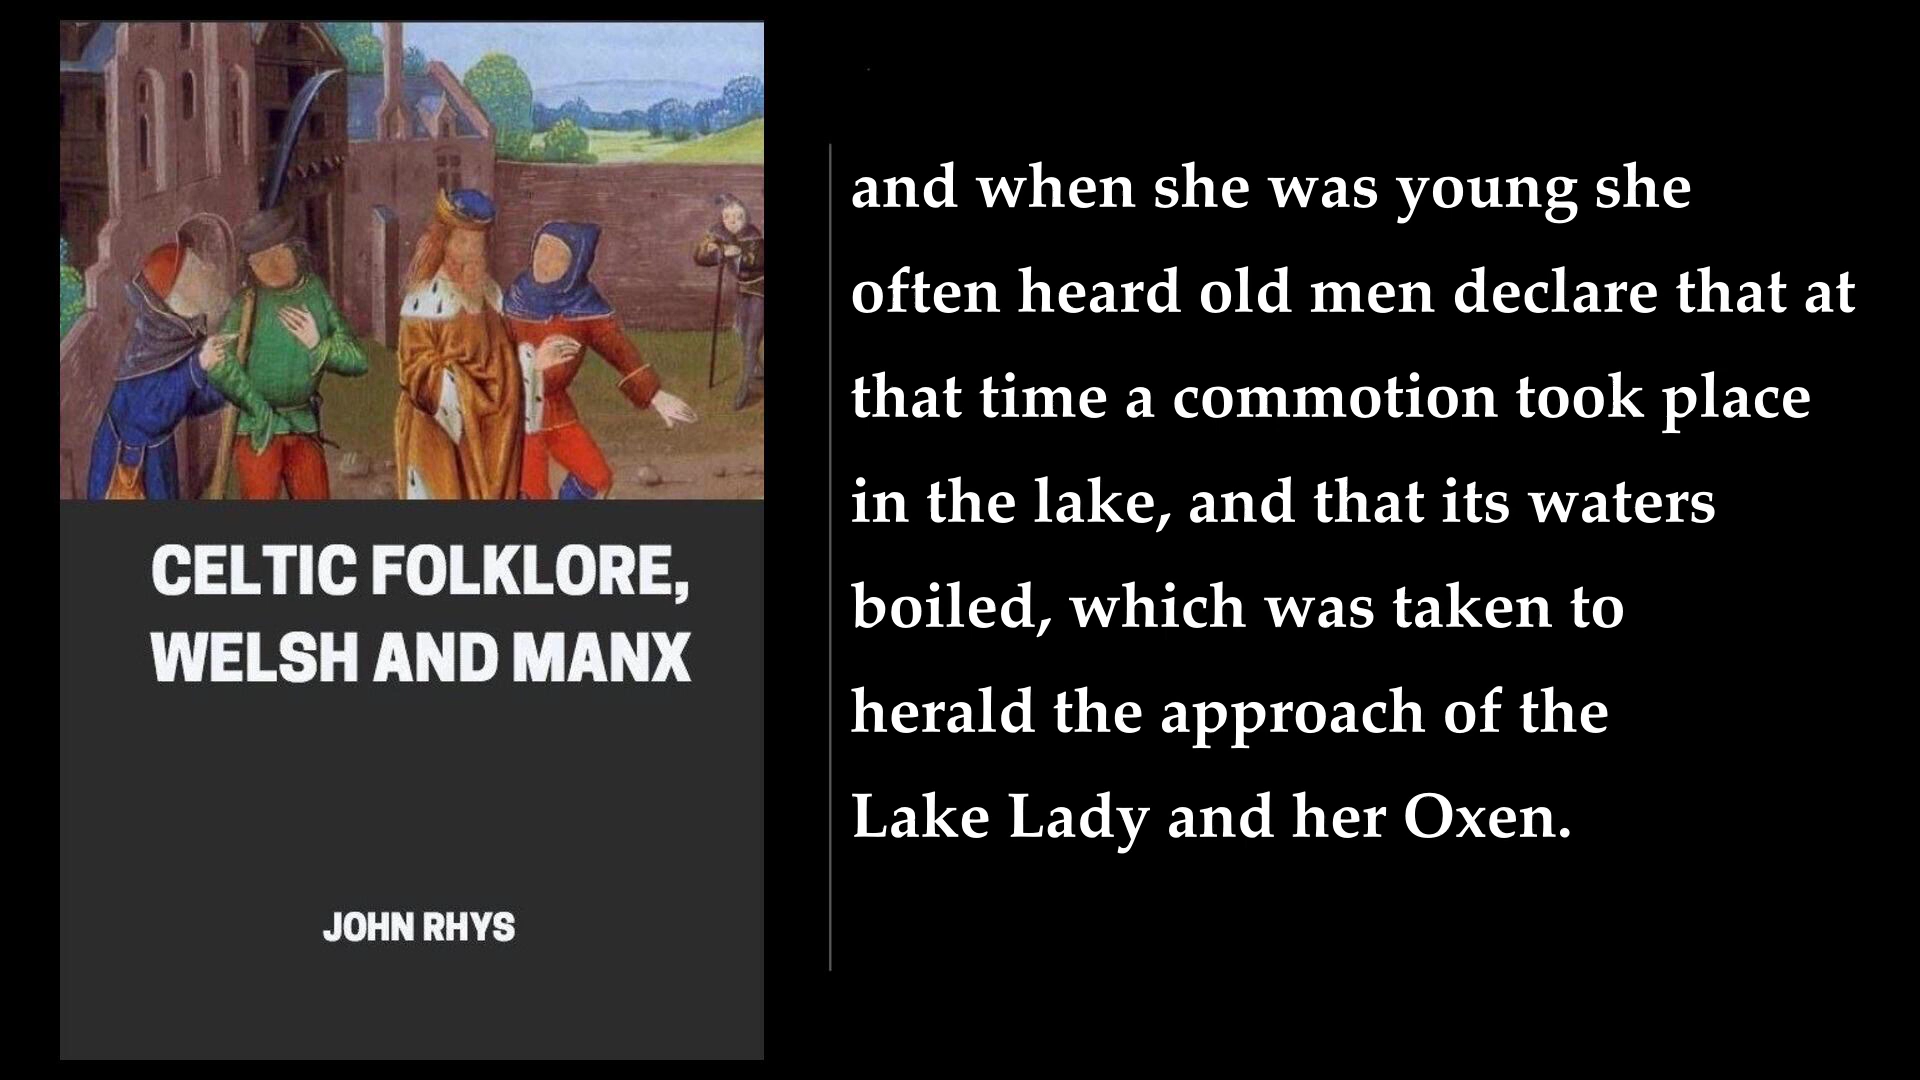 CELTIC FOLKLORE,
WELSH AND MANX
JOHN RHYS
and when she was young she
often heard old men declare that at
that time a commotion took place
in the lake, and that its waters
boiled, which was taken to
herald the approach of the
Lake Lady and her Oxen.